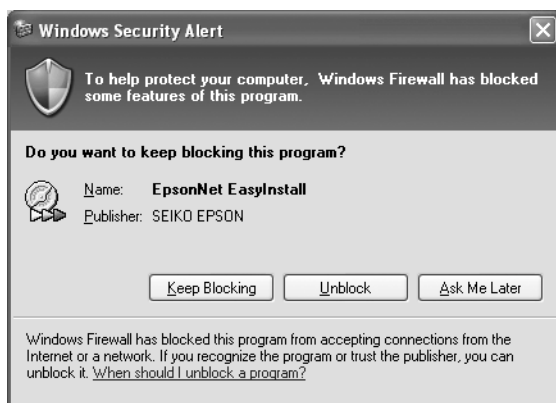 Windows Security Alert
To help protect your computer, Windows Firewall has blocked
some features of this program.
Do you want to keep blocking this program?
Name: EpsonNet EasyInstall
Publisher: SEIKO EPSON
Keep Blocking Unblock Ask Me Later
Windows Firewall has blocked this program from accepting connections from the
Internet or a network. If you recognize the program or trust the publisher, you can
unblock it. When should I unblock a program?